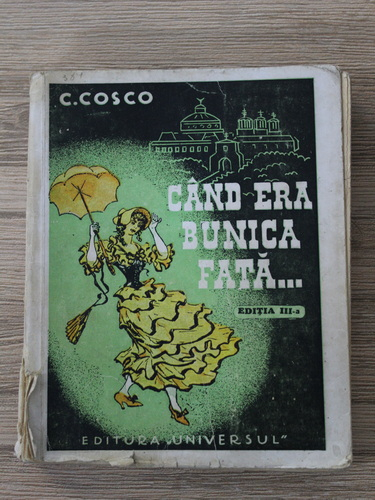 C.COSCO
CÂND ERA
BUNICA
FATĂ...
EDIȚIA III-a
EDITURA „UNIVERSUL"